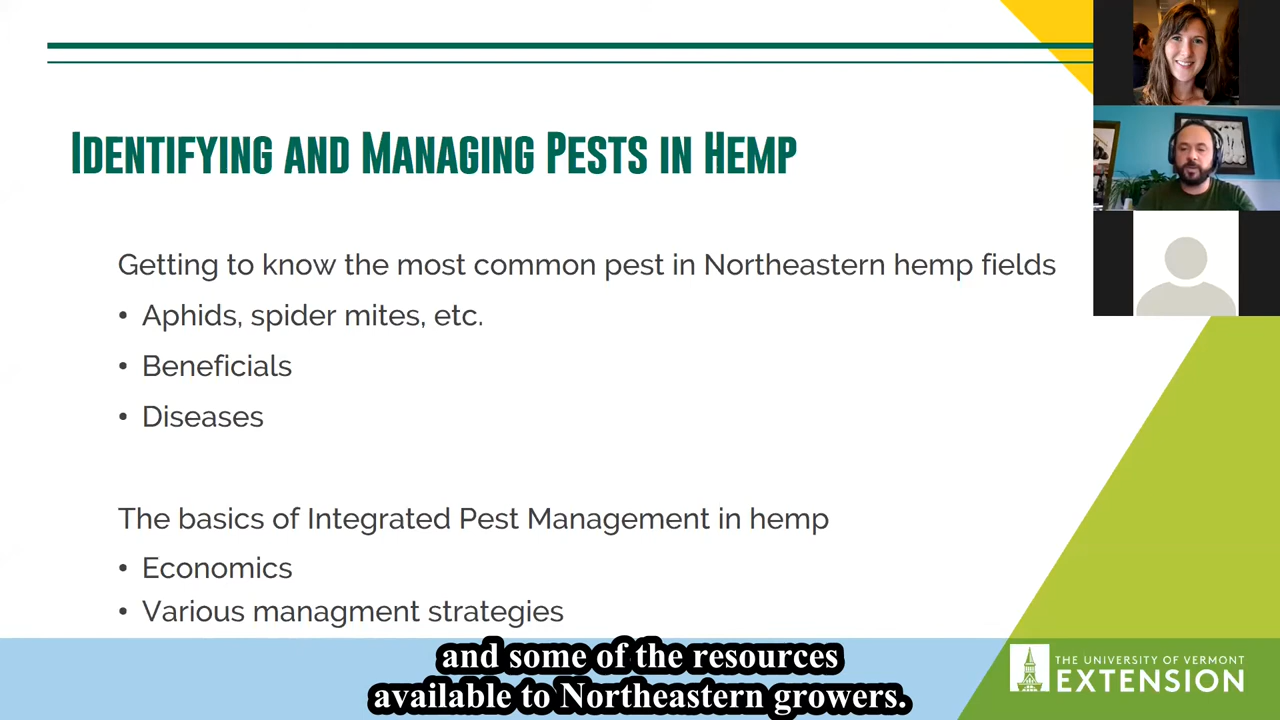 Identifying and Managing Pests in Hemp
Getting to know the most common pest in Northeastern hemp fields
• Aphids, spider mites, etc.
• Beneficials
• Diseases
The basics of Integrated Pest Management in hemp
• Economics
• Various managment strategies
and some of the resources
available to Northeastern growers.
THE UNIVERSITY OF VERMONT
EXTENSION